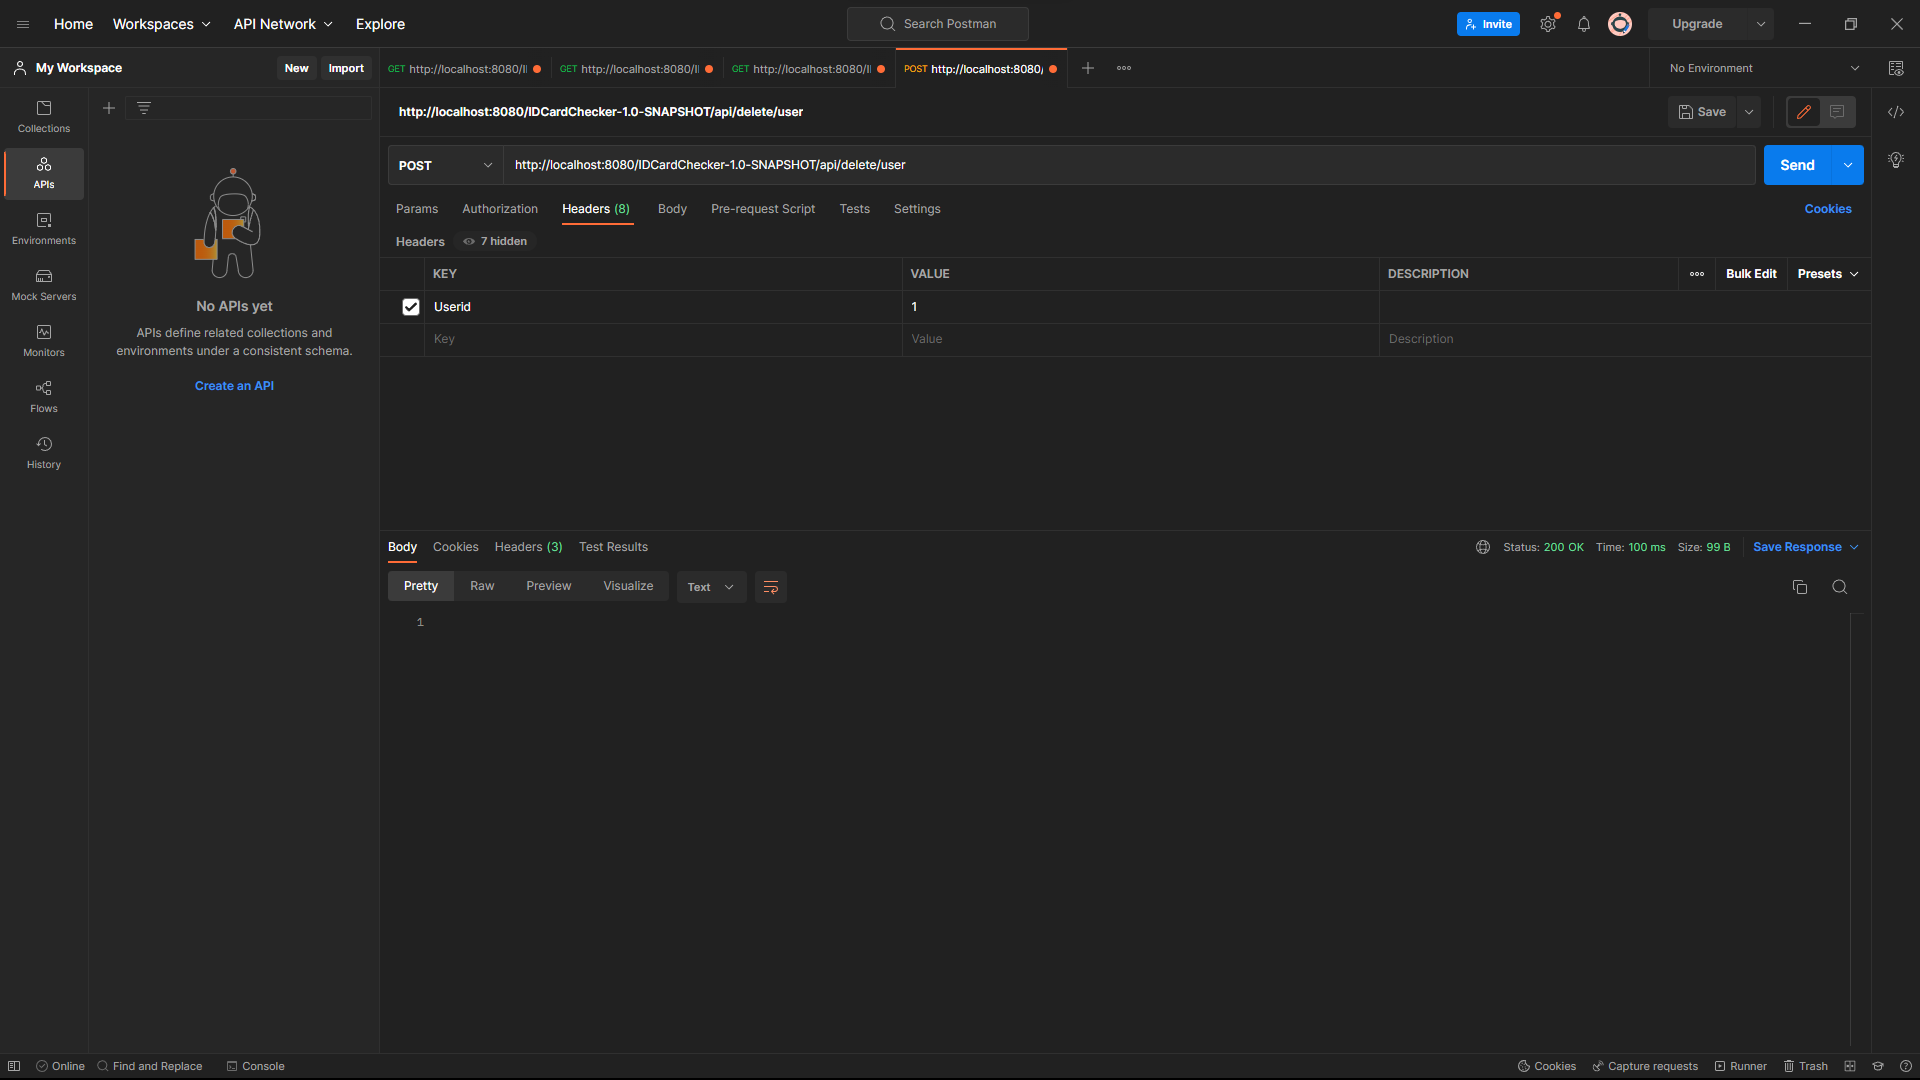 Home Workspaces API Network Explore Search Postman Invite Upgrade
My Workspace New Import GET http://localhost:8080/I GET http://localhost:8080/I GET http://localhost:8080/I POST http://localhost:8080/ No Environment
Collections
APIs
Environments
Mock Servers
Monitors
Flows
History
No APIs yet
APIs define related collections and
environments under a consistent schema.
Create an API
http://localhost:8080/IDCardChecker-1.0-SNAPSHOT/api/delete/user Save
POST http://localhost:8080/IDCardChecker-1.0-SNAPSHOT/api/delete/user Send
Params Authorization Headers (8) Body Pre-request Script Tests Settings Cookies
Headers 7 hidden
KEY VALUE DESCRIPTION Bulk Edit Presets
Userid 1
Key Value Description
Body Cookies Headers (3) Test Results Status: 200 OK Time: 100 ms Size: 99 B Save Response
Pretty Raw Preview Visualize Text
1
Online Find and Replace Console Cookies Capture requests Runner Trash